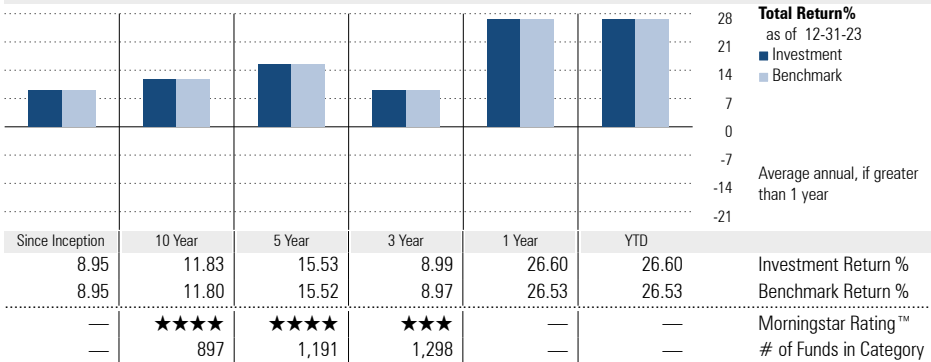 28
21
14
7
0
-7
-14
-21
Total Return%
as of 12-31-23
Investment
Benchmark
Average annual, if greater
than 1 year
Since Inception 10 Year 5 Year 3 Year 1 Year YTD
8.95 11.83 15.53 8.99 26.60 26.60 Investment Return %
8.95 11.80 15.52 8.97 26.53 26.53 Benchmark Return %
— ★★★★ ★★★★ ★★★ — — Morningstar Rating™
— 897 1,191 1,298 — — # of Funds in Category